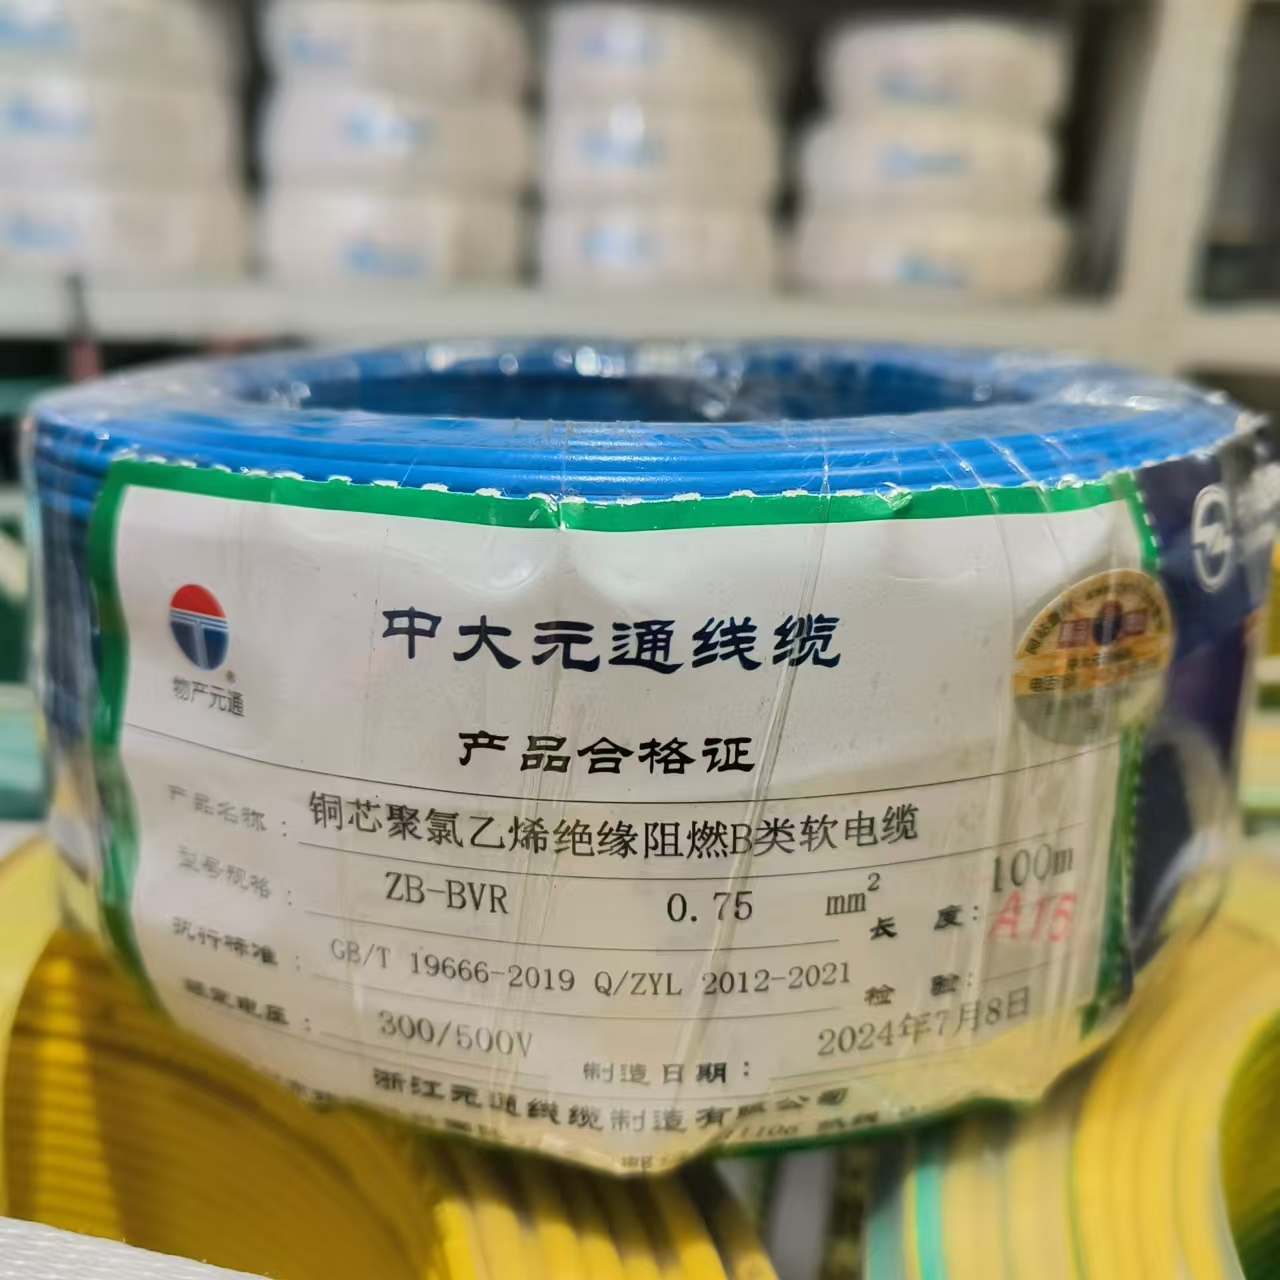 中大元通线缆
®
物产元通
产品合格证
产品名称： 铜芯聚氯乙烯绝缘阻燃B类软电缆
型号规格： ZB-BVR 0.75 mm²
长 度： 100m
A15
执行标准： GB/T 19666-2019 Q/ZYL 2012-2021
检 验：
额定电压： 300/500V
制造日期： 2024年7月8日
浙江元通线缆制造有限公司